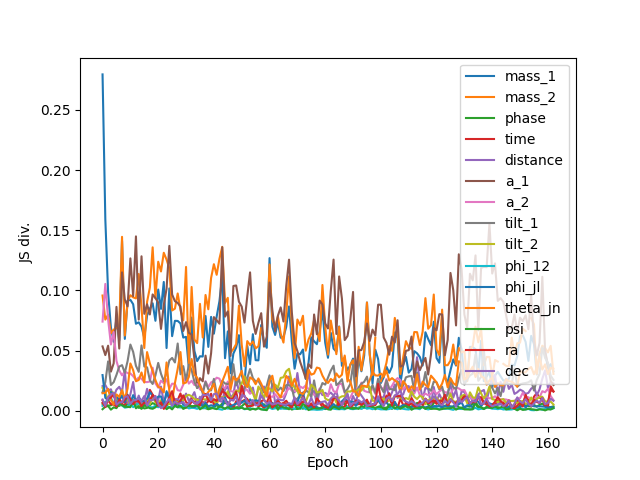 0.25
0.20
0.15
0.10
0.05
0.00
JS div.
0 20 40 60 80 100 120 140 160
Epoch
mass_1
mass_2
phase
time
distance
a_1
a_2
tilt_1
tilt_2
phi_12
phi_jl
theta_jn
psi
ra
dec